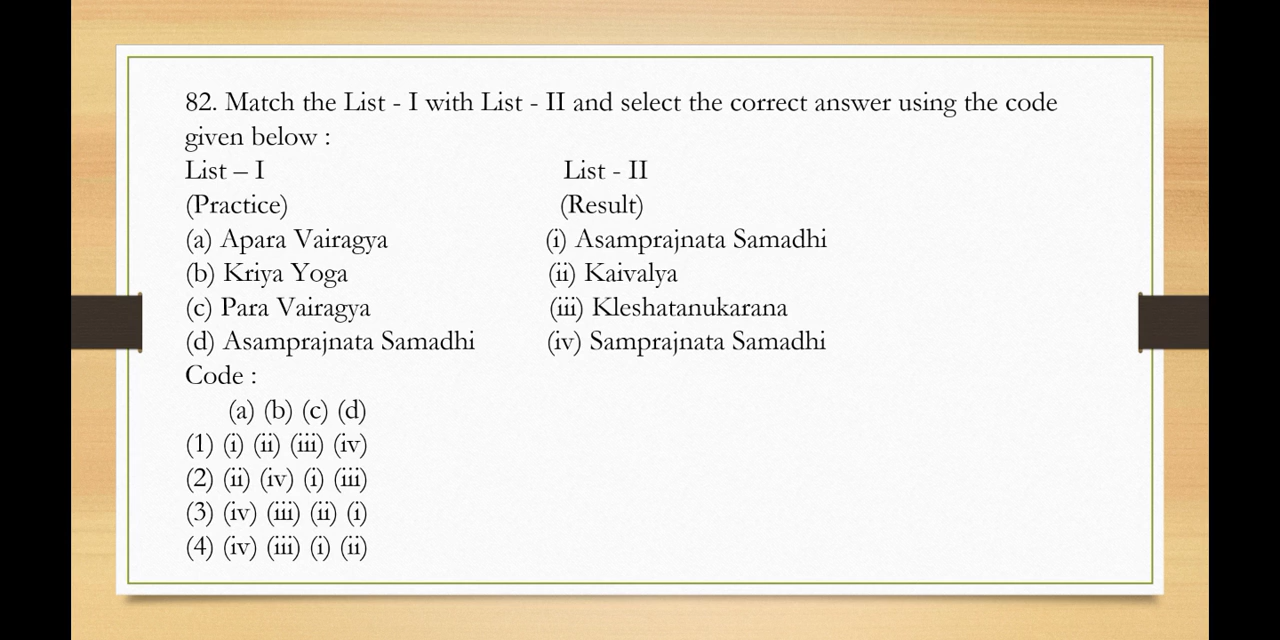 82. Match the List - I with List - II and select the correct answer using the code
given below :
List – I List - II
(Practice) (Result)
(a) Apara Vairagya (i) Asamprajnata Samadhi
(b) Kriya Yoga (ii) Kaivalya
(c) Para Vairagya (iii) Kleshatanukarana
(d) Asamprajnata Samadhi (iv) Samprajnata Samadhi
Code :
(a) (b) (c) (d)
(1) (i) (ii) (iii) (iv)
(2) (ii) (iv) (i) (iii)
(3) (iv) (iii) (ii) (i)
(4) (iv) (iii) (i) (ii)